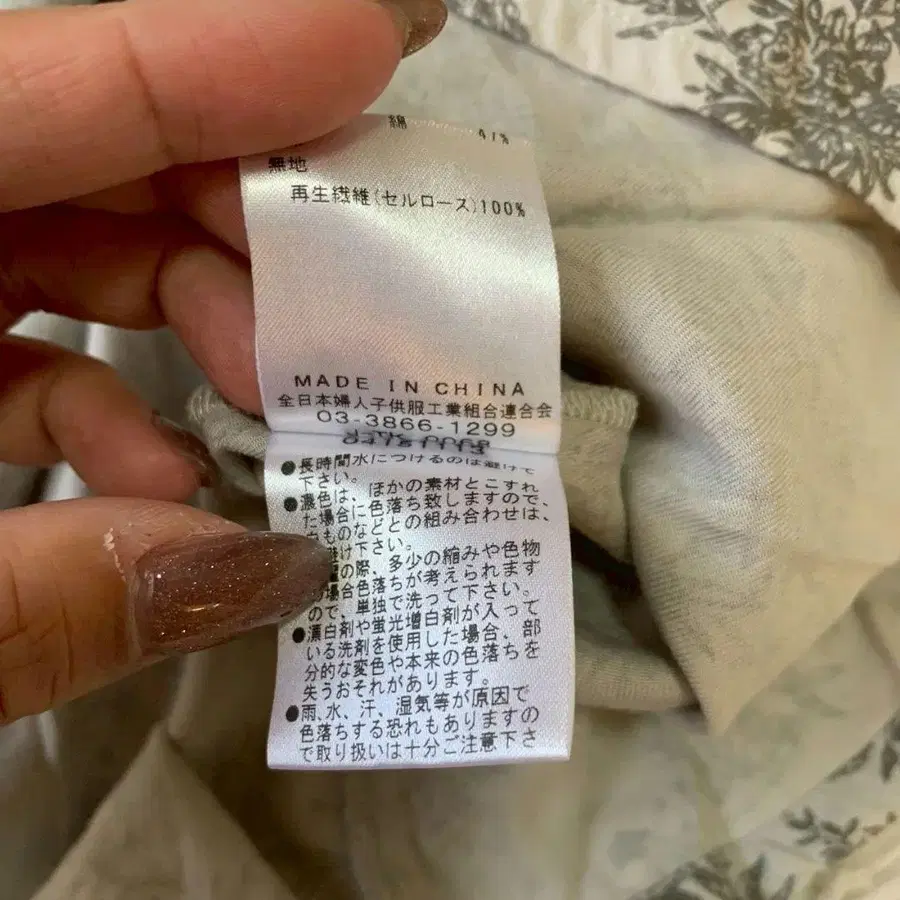 綿 47%
無地
再生繊維(セルロース)100%
MADE IN CHINA
全日本婦人子供服工業組合連合会
03-3866-1299
●長時間水につけるのは避けて
下さい。
●濃色は、ほかの素材とこすれ
た場合に色落ち致しますので、
ものなどとの組み合わせは、
避け下さい。
の際、多少の縮みや色物
場合色落ちが考えられます
ので、単独で洗って下さい。
●漂白剤や蛍光増白剤が入って
いる洗剤を使用した場合、部
分的な変色や本来の色落ちを
失うおそれがあります。
●雨、水、汗、湿気等が原因で
色落ちする恐れもありますの
で取り扱いは十分ご注意下さ